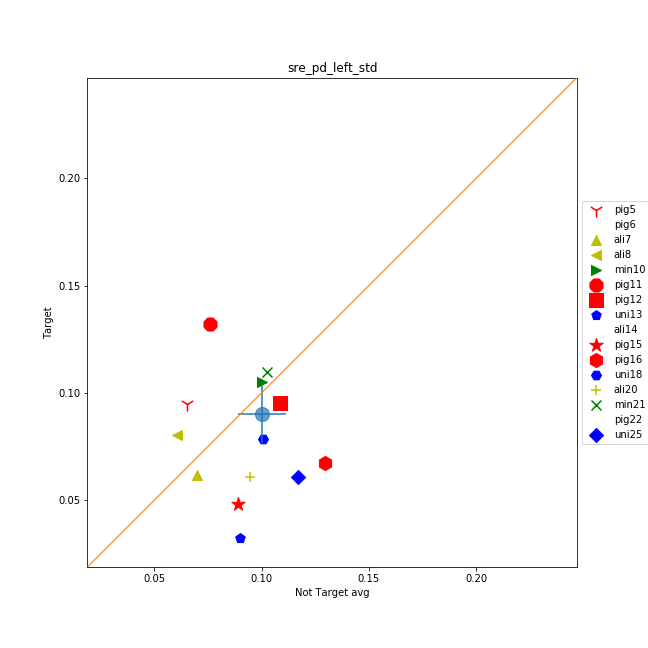 sre_pd_left_std
0.20
0.15
0.10
0.05
Target
0.05 0.10 0.15 0.20
Not Target avg
pig5
pig6
ali7
ali8
min10
pig11
pig12
uni13
ali14
pig15
pig16
uni18
ali20
min21
pig22
uni25